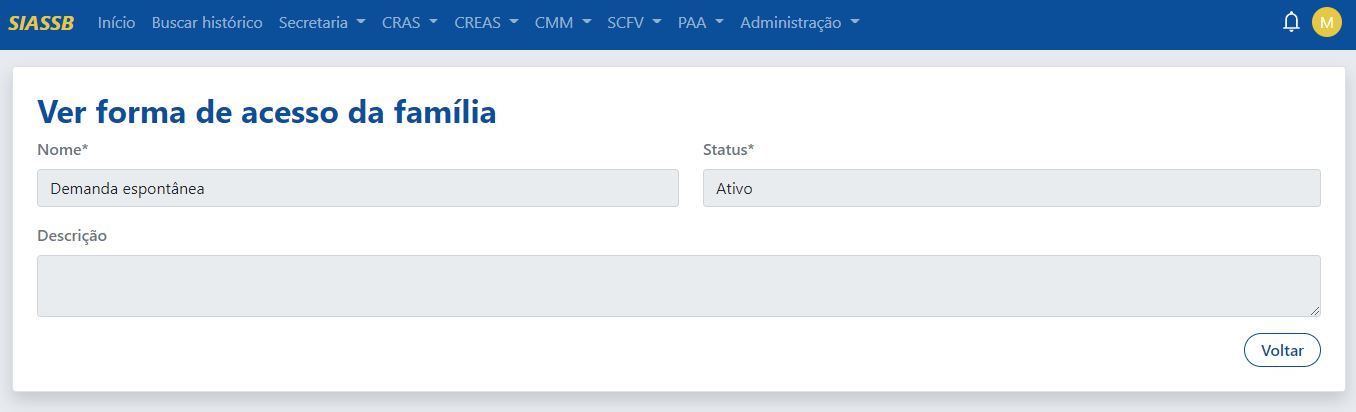 SIASSB Início Buscar histórico Secretaria CRAS CREAS CMM SCFV PAA Administração M
Ver forma de acesso da família
Nome* Status*
Demanda espontânea Ativo
Descrição
Voltar